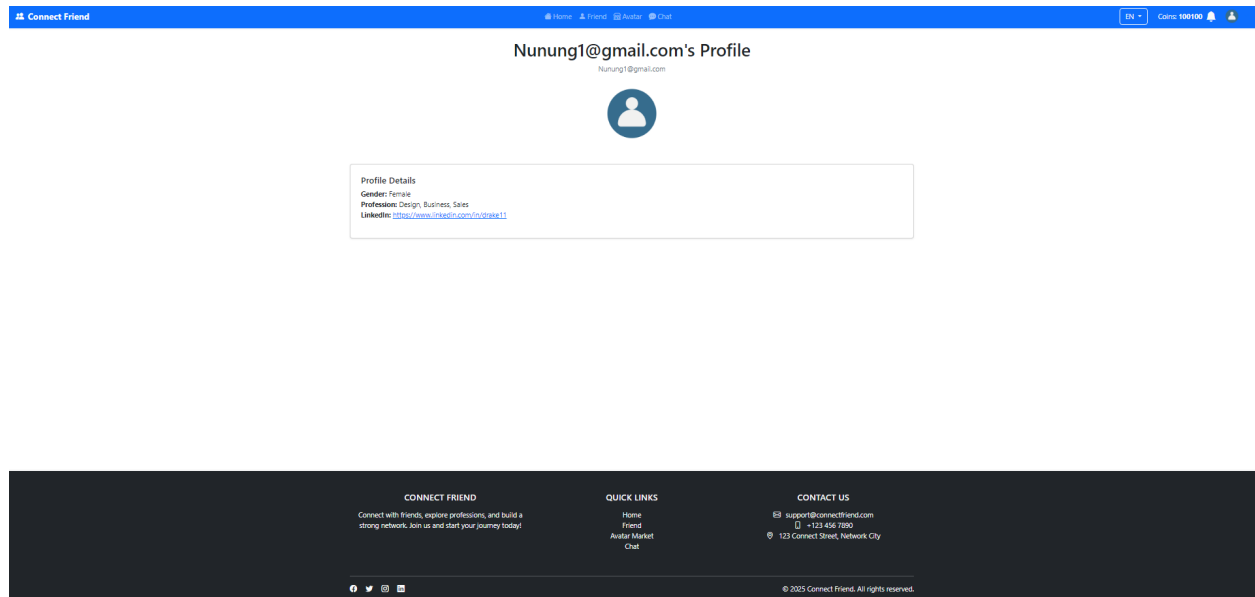 Connect Friend
Home Friend Avatar Chat
EN Coins: 100100
Nunung1@gmail.com's Profile
Nunung1@gmail.com
Profile Details
Gender: Female
Profession: Design, Business, Sales
LinkedIn: https://www.linkedin.com/in/drake11
CONNECT FRIEND
Connect with friends, explore professions, and build a
strong network. Join us and start your journey today!
QUICK LINKS
Home
Friend
Avatar Market
Chat
CONTACT US
support@connectfriend.com
+123 456 7890
123 Connect Street, Network City
© 2025 Connect Friend. All rights reserved.